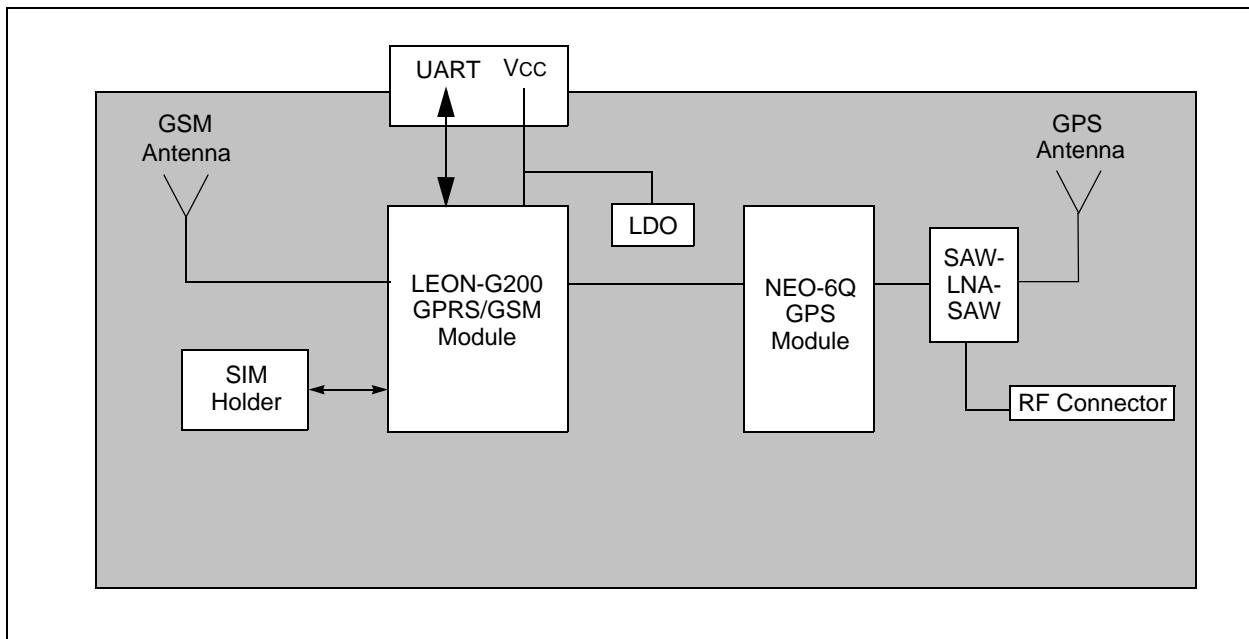 UART VCC
GSM
Antenna
GPS
Antenna
LDO
LEON-G200
GPRS/GSM
Module
NEO-6Q
GPS
Module
SAW-
LNA-
SAW
SIM
Holder
RF Connector